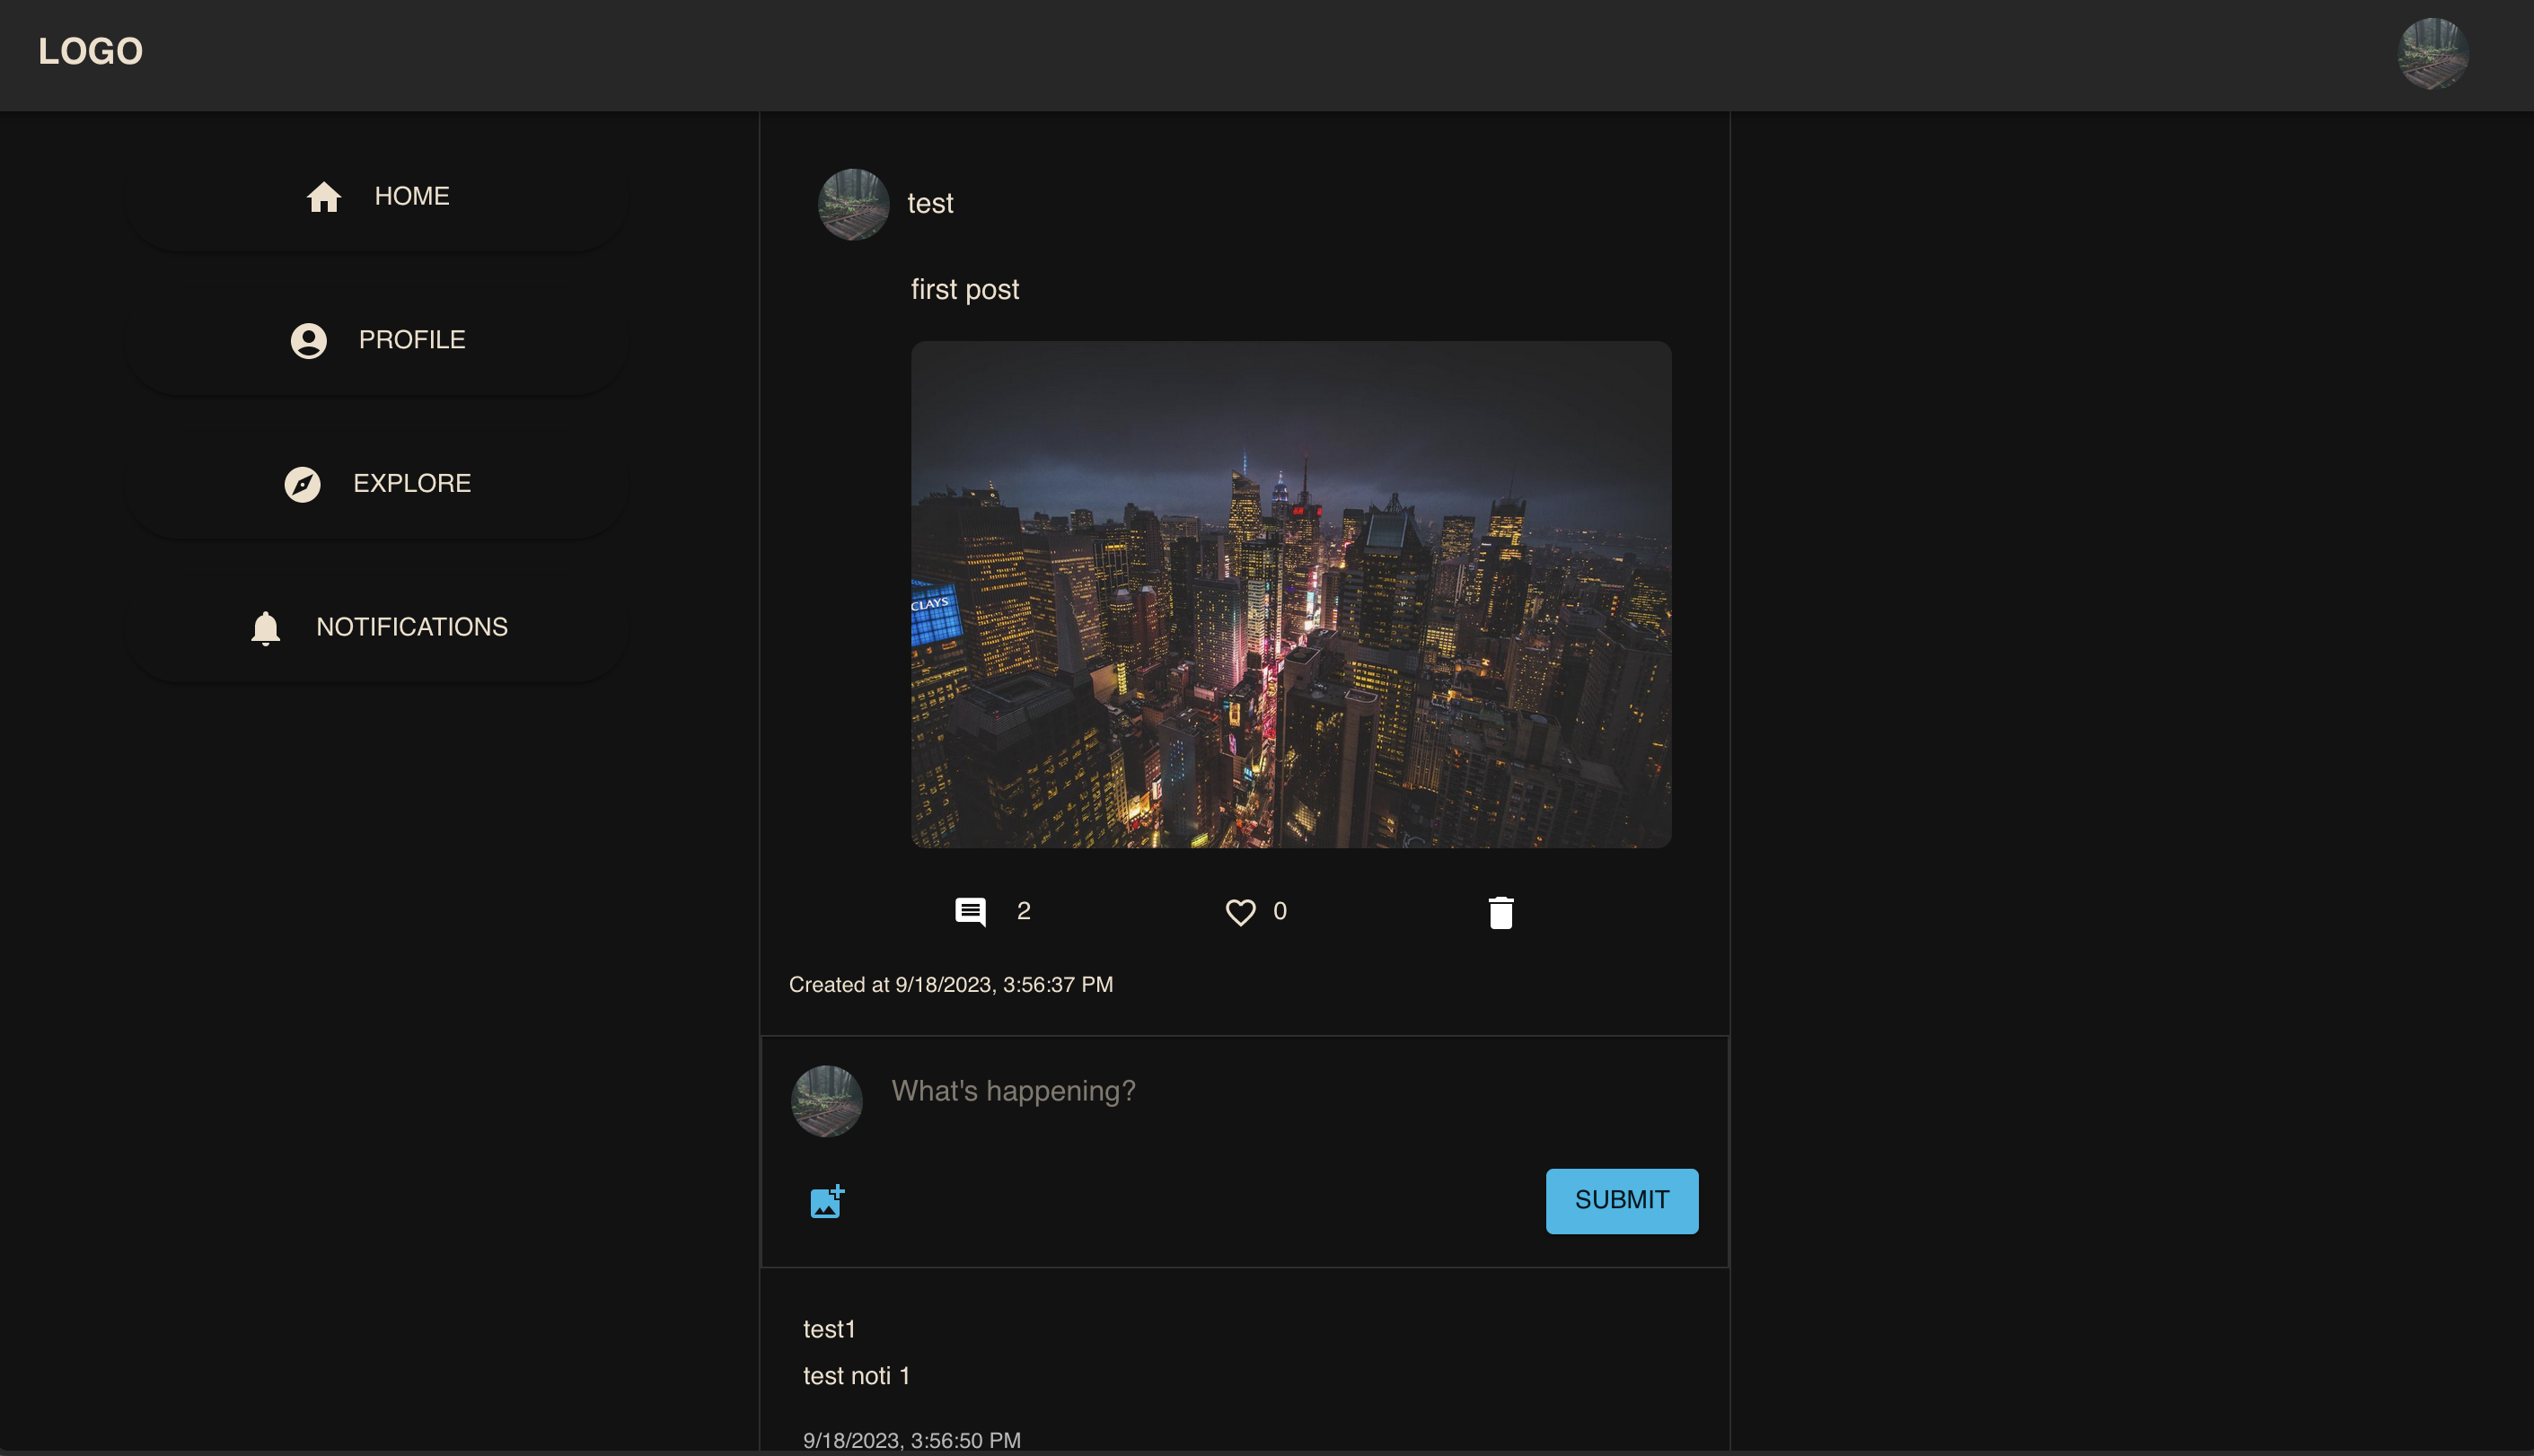 LOGO
HOME
PROFILE
EXPLORE
NOTIFICATIONS
test
first post
CLAYS
2
0
Created at 9/18/2023, 3:56:37 PM
What's happening?
SUBMIT
test1
test noti 1
9/18/2023, 3:56:50 PM